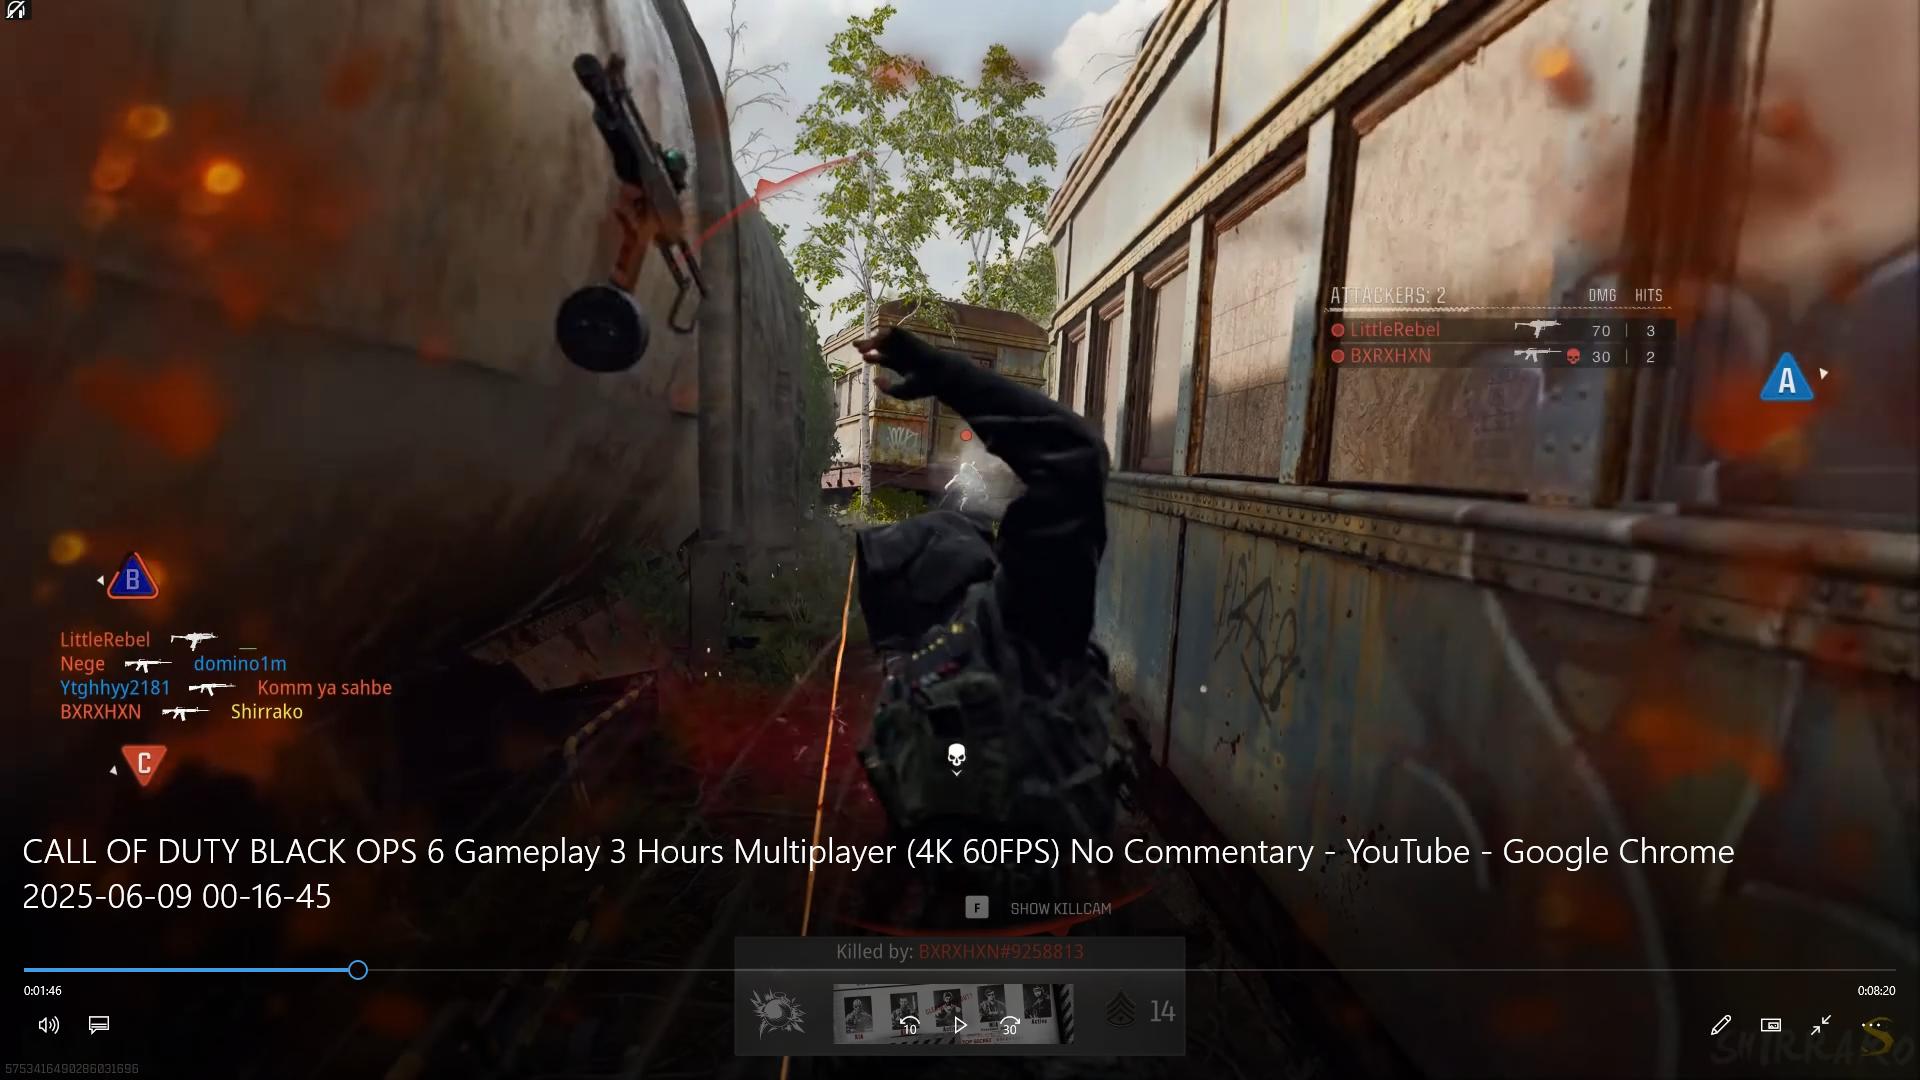 ATTACKERS: 2 DMG HITS
LittleRebel 70 | 3
BXRXHXN 30 | 2
A
B
LittleRebel
Nege domino1m
Ytghhyy2181 Komm ya sahbe
BXRXHXN Shirrako
C
CALL OF DUTY BLACK OPS 6 Gameplay 3 Hours Multiplayer (4K 60FPS) No Commentary - YouTube - Google Chrome
2025-06-09 00-16-45
F SHOW KILLCAM
Killed by: BXRXHXN#9258813
0:01:46 0:08:20
14
10 30
SHIRRAKO
5753416490286031696